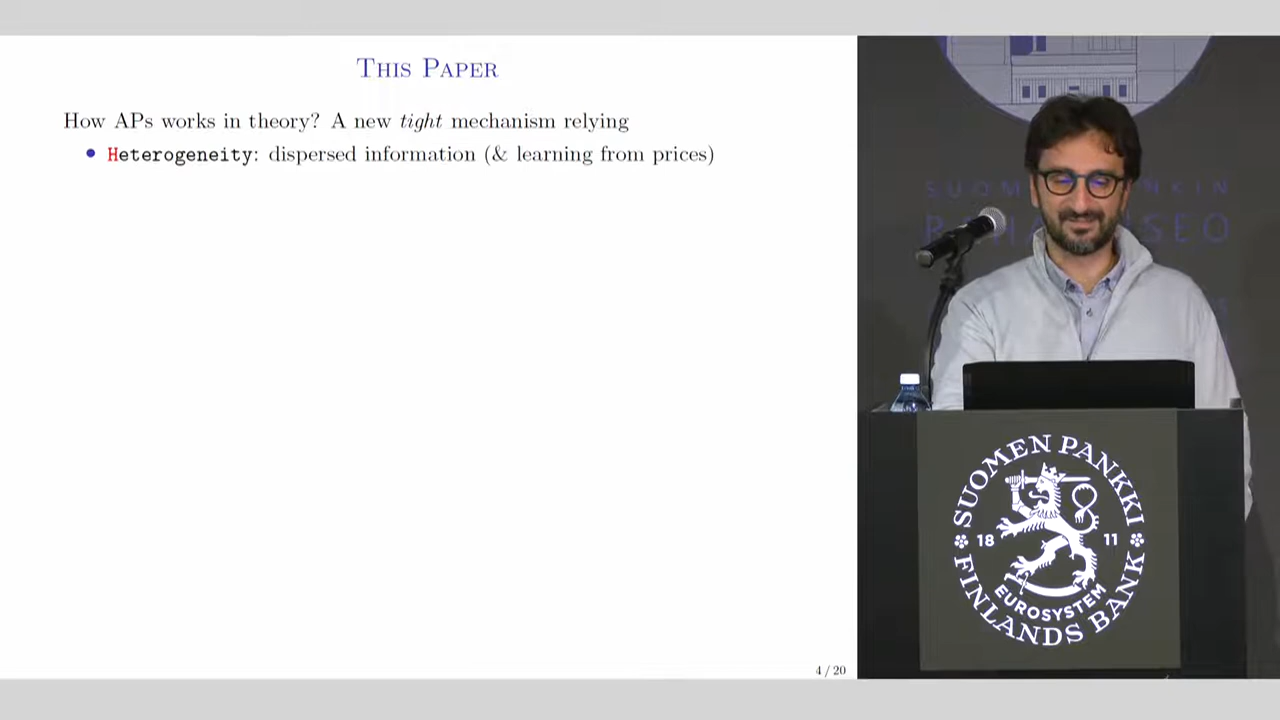 THIS PAPER
How APs works in theory? A new tight mechanism relying
• Heterogeneity: dispersed information (& learning from prices)
4 / 20
SUOMEN PANKKI
18 11
EUROSYSTEM
FINLANDS BANK